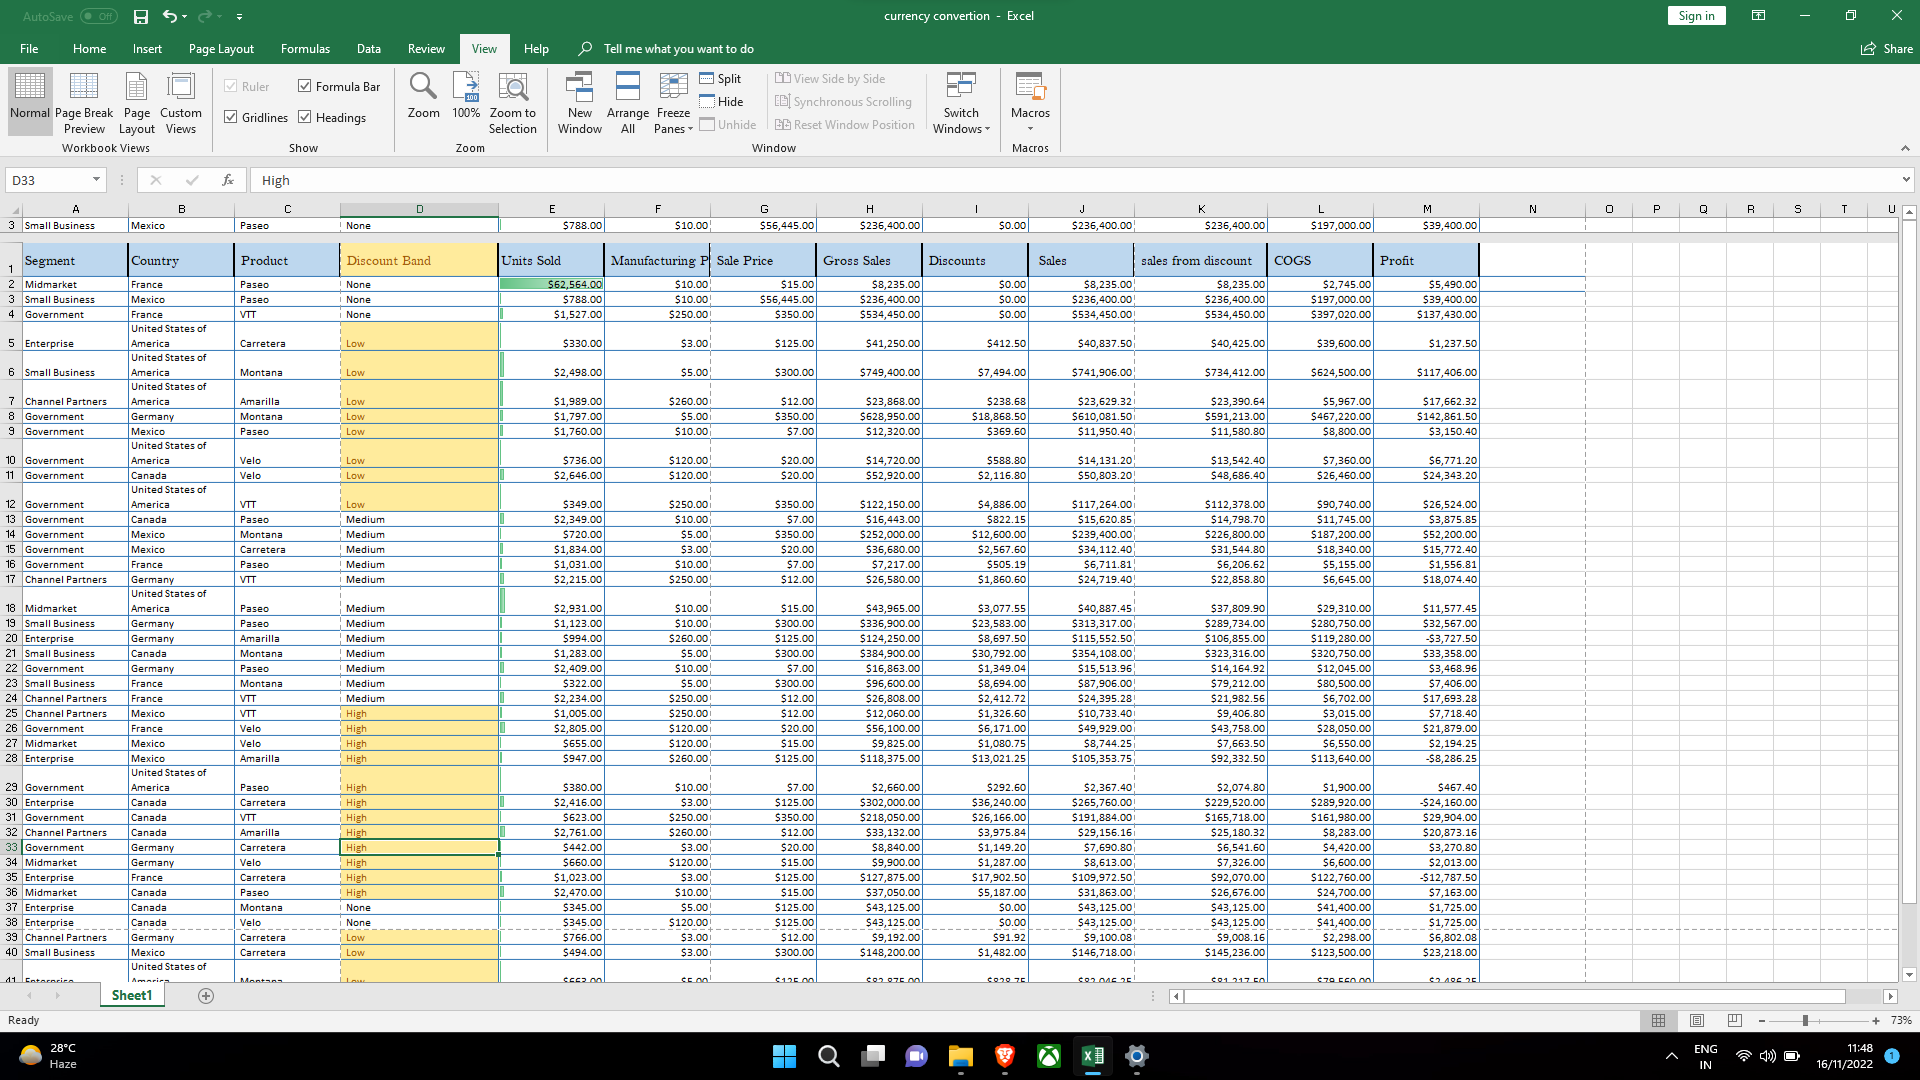 AutoSave Off
currency convertion - Excel
Sign in
File Home Insert Page Layout Formulas Data Review View Help Tell me what you want to do Share
Normal Page Break Preview Page Layout Custom Views
Workbook Views
Ruler Formula Bar
Gridlines Headings
Show
Zoom 100% Zoom to Selection
Zoom
New Window Arrange All Freeze Panes Split Hide Unhide
View Side by Side
Synchronous Scrolling
Reset Window Position
Switch Windows
Window
Macros
Macros
D33 fx High
A B C D E F G H I J K L M N O P Q R S T U
3 Small Business Mexico Paseo None $788.00 $10.00 $56,445.00 $236,400.00 $0.00 $236,400.00 $236,400.00 $197,000.00 $39,400.00
1 Segment Country Product Discount Band Units Sold Manufacturing P Sale Price Gross Sales Discounts Sales sales from discount COGS Profit
2 Midmarket France Paseo None $62,564.00 $10.00 $15.00 $8,235.00 $0.00 $8,235.00 $8,235.00 $2,745.00 $5,490.00
3 Small Business Mexico Paseo None $788.00 $10.00 $56,445.00 $236,400.00 $0.00 $236,400.00 $236,400.00 $197,000.00 $39,400.00
4 Government France VTT None $1,527.00 $250.00 $350.00 $534,450.00 $0.00 $534,450.00 $534,450.00 $397,020.00 $137,430.00
5 Enterprise United States of America Carretera Low $330.00 $3.00 $125.00 $41,250.00 $412.50 $40,837.50 $40,425.00 $39,600.00 $1,237.50
6 Small Business United States of America Montana Low $2,498.00 $5.00 $300.00 $749,400.00 $7,494.00 $741,906.00 $734,412.00 $624,500.00 $117,406.00
7 Channel Partners United States of America Amarilla Low $1,989.00 $260.00 $12.00 $23,868.00 $238.68 $23,629.32 $23,390.64 $5,967.00 $17,662.32
8 Government Germany Montana Low $1,797.00 $5.00 $350.00 $628,950.00 $18,868.50 $610,081.50 $591,213.00 $467,220.00 $142,861.50
9 Government Mexico Paseo Low $1,760.00 $10.00 $7.00 $12,320.00 $369.60 $11,950.40 $11,580.80 $8,800.00 $3,150.40
10 Government United States of America Velo Low $736.00 $120.00 $20.00 $14,720.00 $588.80 $14,131.20 $13,542.40 $7,360.00 $6,771.20
11 Government Canada Velo Low $2,646.00 $120.00 $20.00 $52,920.00 $2,116.80 $50,803.20 $48,686.40 $26,460.00 $24,343.20
12 Government United States of America VTT Low $349.00 $250.00 $350.00 $122,150.00 $4,886.00 $117,264.00 $112,378.00 $90,740.00 $26,524.00
13 Government Canada Paseo Medium $2,349.00 $10.00 $7.00 $16,443.00 $822.15 $15,620.85 $14,798.70 $11,745.00 $3,875.85
14 Government Mexico Montana Medium $720.00 $5.00 $350.00 $252,000.00 $12,600.00 $239,400.00 $226,800.00 $187,200.00 $52,200.00
15 Government Mexico Carretera Medium $1,834.00 $3.00 $20.00 $36,680.00 $2,567.60 $34,112.40 $31,544.80 $18,340.00 $15,772.40
16 Government France Paseo Medium $1,031.00 $10.00 $7.00 $7,217.00 $505.19 $6,711.81 $6,206.62 $5,155.00 $1,556.81
17 Channel Partners Germany VTT Medium $2,215.00 $250.00 $12.00 $26,580.00 $1,860.60 $24,719.40 $22,858.80 $6,645.00 $18,074.40
18 Midmarket United States of America Paseo Medium $2,931.00 $10.00 $15.00 $43,965.00 $3,077.55 $40,887.45 $37,809.90 $29,310.00 $11,577.45
19 Small Business Germany Paseo Medium $1,123.00 $10.00 $300.00 $336,900.00 $23,583.00 $313,317.00 $289,734.00 $280,750.00 $32,567.00
20 Enterprise Germany Amarilla Medium $994.00 $260.00 $125.00 $124,250.00 $8,697.50 $115,552.50 $106,855.00 $119,280.00 -$3,727.50
21 Small Business Canada Montana Medium $1,283.00 $5.00 $300.00 $384,900.00 $30,792.00 $354,108.00 $323,316.00 $320,750.00 $33,358.00
22 Government Germany Paseo Medium $2,409.00 $10.00 $7.00 $16,863.00 $1,349.04 $15,513.96 $14,164.92 $12,045.00 $3,468.96
23 Small Business France Montana Medium $322.00 $5.00 $300.00 $96,600.00 $8,694.00 $87,906.00 $79,212.00 $80,500.00 $7,406.00
24 Channel Partners France VTT Medium $2,234.00 $250.00 $12.00 $26,808.00 $2,412.72 $24,395.28 $21,982.56 $6,702.00 $17,693.28
25 Channel Partners Mexico VTT High $1,005.00 $250.00 $12.00 $12,060.00 $1,326.60 $10,733.40 $9,406.80 $3,015.00 $7,718.40
26 Government France Velo High $2,805.00 $120.00 $20.00 $56,100.00 $6,171.00 $49,929.00 $43,758.00 $28,050.00 $21,879.00
27 Midmarket Mexico Velo High $655.00 $120.00 $15.00 $9,825.00 $1,080.75 $8,744.25 $7,663.50 $6,550.00 $2,194.25
28 Enterprise Mexico Amarilla High $947.00 $260.00 $125.00 $118,375.00 $13,021.25 $105,353.75 $92,332.50 $113,640.00 -$8,286.25
29 Government United States of America Paseo High $380.00 $10.00 $7.00 $2,660.00 $292.60 $2,367.40 $2,074.80 $1,900.00 $467.40
30 Enterprise Canada Carretera High $2,416.00 $3.00 $125.00 $302,000.00 $36,240.00 $265,760.00 $229,520.00 $289,920.00 -$24,160.00
31 Government Canada VTT High $623.00 $250.00 $350.00 $218,050.00 $26,166.00 $191,884.00 $165,718.00 $161,980.00 $29,904.00
32 Channel Partners Canada Amarilla High $2,761.00 $260.00 $12.00 $33,132.00 $3,975.84 $29,156.16 $25,180.32 $8,283.00 $20,873.16
33 Government Germany Carretera High $442.00 $3.00 $20.00 $8,840.00 $1,149.20 $7,690.80 $6,541.60 $4,420.00 $3,270.80
34 Midmarket Germany Velo High $660.00 $120.00 $15.00 $9,900.00 $1,287.00 $8,613.00 $7,326.00 $6,600.00 $2,013.00
35 Enterprise France Carretera High $1,023.00 $3.00 $125.00 $127,875.00 $17,902.50 $109,972.50 $92,070.00 $122,760.00 -$12,787.50
36 Midmarket Canada Paseo High $2,470.00 $10.00 $15.00 $37,050.00 $5,187.00 $31,863.00 $26,676.00 $24,700.00 $7,163.00
37 Enterprise Canada Montana None $345.00 $5.00 $125.00 $43,125.00 $0.00 $43,125.00 $43,125.00 $41,400.00 $1,725.00
38 Enterprise Canada Velo None $345.00 $120.00 $125.00 $43,125.00 $0.00 $43,125.00 $43,125.00 $41,400.00 $1,725.00
39 Channel Partners Germany Carretera Low $766.00 $3.00 $12.00 $9,192.00 $91.92 $9,100.08 $9,008.16 $2,298.00 $6,802.08
40 Small Business Mexico Carretera Low $494.00 $3.00 $300.00 $148,200.00 $1,482.00 $146,718.00 $145,236.00 $123,500.00 $23,218.00
United States of
Sheet1
Ready 73%
28°C
Haze
ENG
IN
11:48
16/11/2022
1